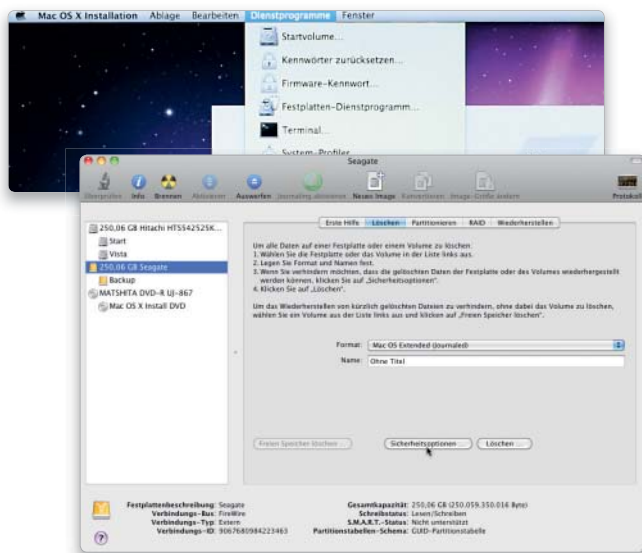 Mac OS X Installation Ablage Bearbeiten Dienstprogramme Fenster
Startvolume...
Kennwörter zurücksetzen...
Firmware-Kennwort...
Festplatten-Dienstprogramm...
Terminal...
System-Profiler
Seagate
Überprüfen Info Brennen Aktivieren Auswerfen Journaling aktivieren Neues Image Konvertieren Image-Größe ändern Protokoll
250,06 GB Hitachi HTS542525K...
Start
Vista
250,06 GB Seagate
Backup
MATSHITA DVD-R UJ-867
Mac OS X Install DVD
Erste Hilfe Löschen Partitionieren RAID Wiederherstellen
Um alle Daten auf einer Festplatte oder einem Volume zu löschen:
1. Wählen Sie die Festplatte oder das Volume in der Liste links aus.
2. Legen Sie Format und Namen fest.
3. Wenn Sie verhindern möchten, dass die gelöschten Daten der Festplatte oder des Volumes wiederhergestellt
werden können, klicken Sie auf „Sicherheitsoptionen“.
4. Klicken Sie auf „Löschen“.
Um das Wiederherstellen von kürzlich gelöschten Dateien zu verhindern, ohne dabei das Volume zu löschen,
wählen Sie ein Volume aus der Liste links aus und klicken auf „Freien Speicher löschen“.
Format: Mac OS Extended (Journaled)
Name: Ohne Titel
Freien Speicher löschen ... Sicherheitsoptionen ... Löschen ...
Festplattenbeschreibung: Seagate
Verbindungs-Bus: FireWire
Verbindungs-Typ: Extern
Verbindungs-ID: 9067680984223463
Gesamtkapazität: 250,06 GB (250.059.350.016 Byte)
Schreibstatus: Lesen/Schreiben
S.M.A.R.T.-Status: Nicht unterstützt
Partitionstabellen-Schema: GUID-Partitionstabelle